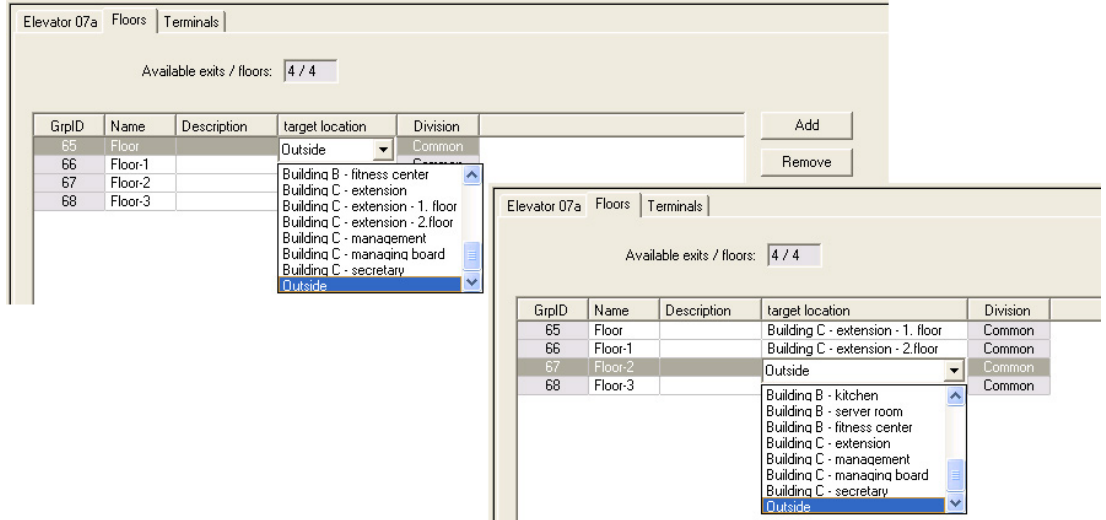 Elevator 07a Floors Terminals
Available exits / floors: 4 / 4
GrpID Name Description target location Division
65 Floor Outside Common
66 Floor-1 Common
67 Floor-2
68 Floor-3
Building B - fitness center
Building C - extension
Building C - extension - 1. floor
Building C - extension - 2.floor
Building C - management
Building C - managing board
Building C - secretary
Outside
Add
Remove
Elevator 07a Floors Terminals
Available exits / floors: 4 / 4
GrpID Name Description target location Division
65 Floor Building C - extension - 1. floor Common
66 Floor-1 Building C - extension - 2.floor Common
67 Floor-2 Outside Common
68 Floor-3 Common
Building B - kitchen
Building B - server room
Building B - fitness center
Building C - extension
Building C - management
Building C - managing board
Building C - secretary
Outside